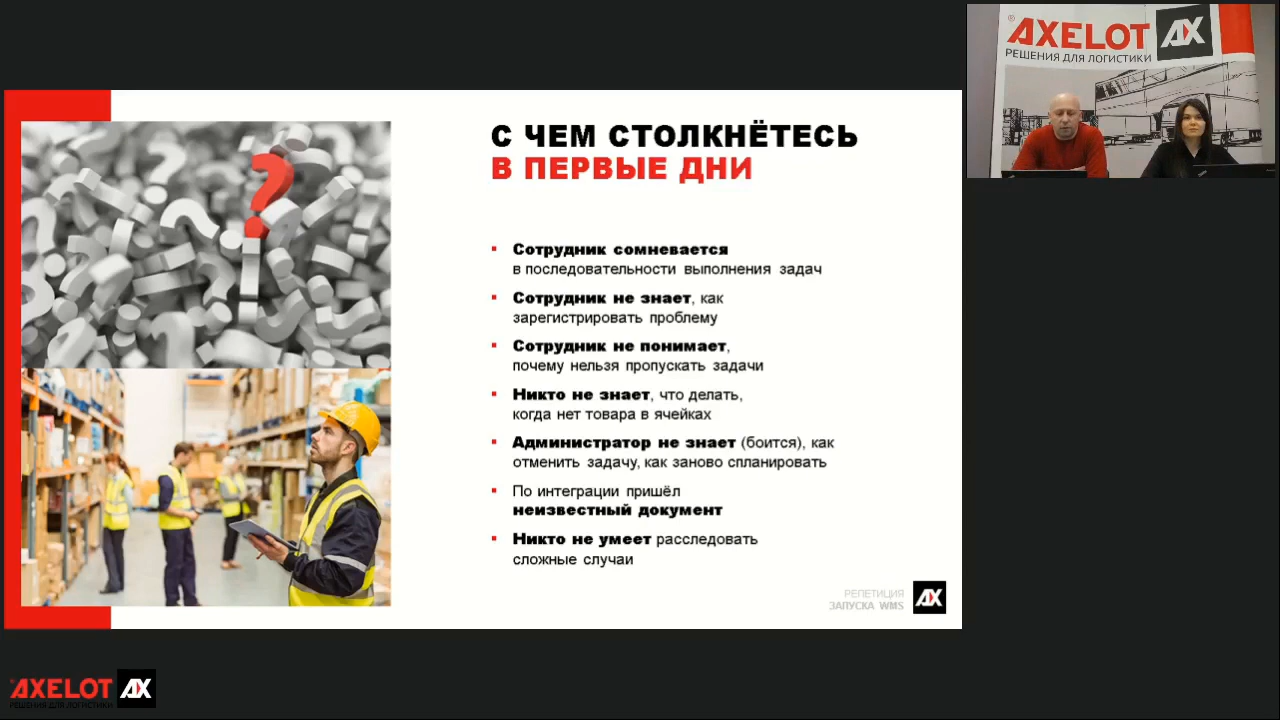 AXELOT
РЕШЕНИЯ ДЛЯ ЛОГИСТИКИ
С ЧЕМ СТОЛКНЁТЕСЬ
В ПЕРВЫЕ ДНИ
Сотрудник сомневается
в последовательности выполнения задач
Сотрудник не знает, как
зарегистрировать проблему
Сотрудник не понимает,
почему нельзя пропускать задачи
Никто не знает, что делать,
когда нет товара в ячейках
Администратор не знает (боится), как
отменить задачу, как заново спланировать
По интеграции пришёл
неизвестный документ
Никто не умеет расследовать
сложные случаи
РЕПЕТИЦИЯ
ЗАПУСКА WMS
AXELOT
РЕШЕНИЯ ДЛЯ ЛОГИСТИКИ